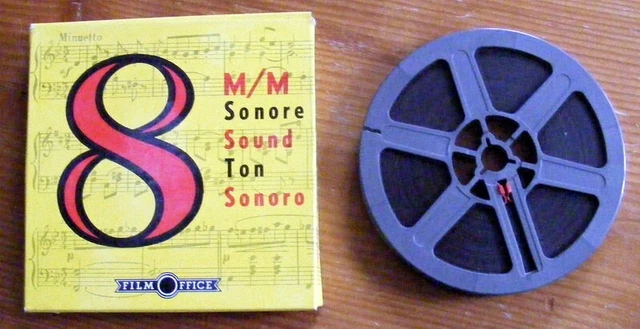 Minuetto
8
M/M
Sonore
Sound
Ton
Sonoro
p
p
FILM OFFICE